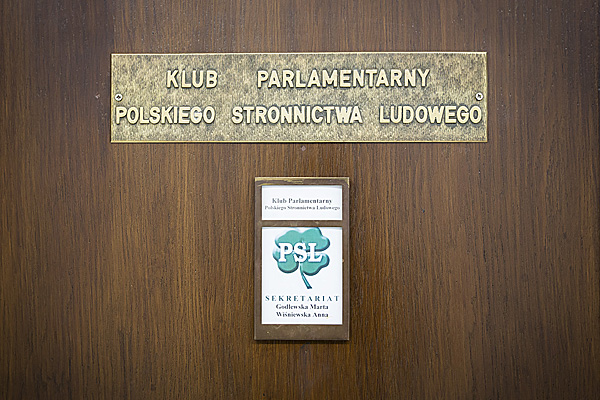 KLUB PARLAMENTARNY
POLSKIEGO STRONNICTWA LUDOWEGO
Klub Parlamentarny
Polskiego Stronnictwa Ludowego
PSL
SEKRETARIAT
Godlewska Marta
Wiśniewska Anna